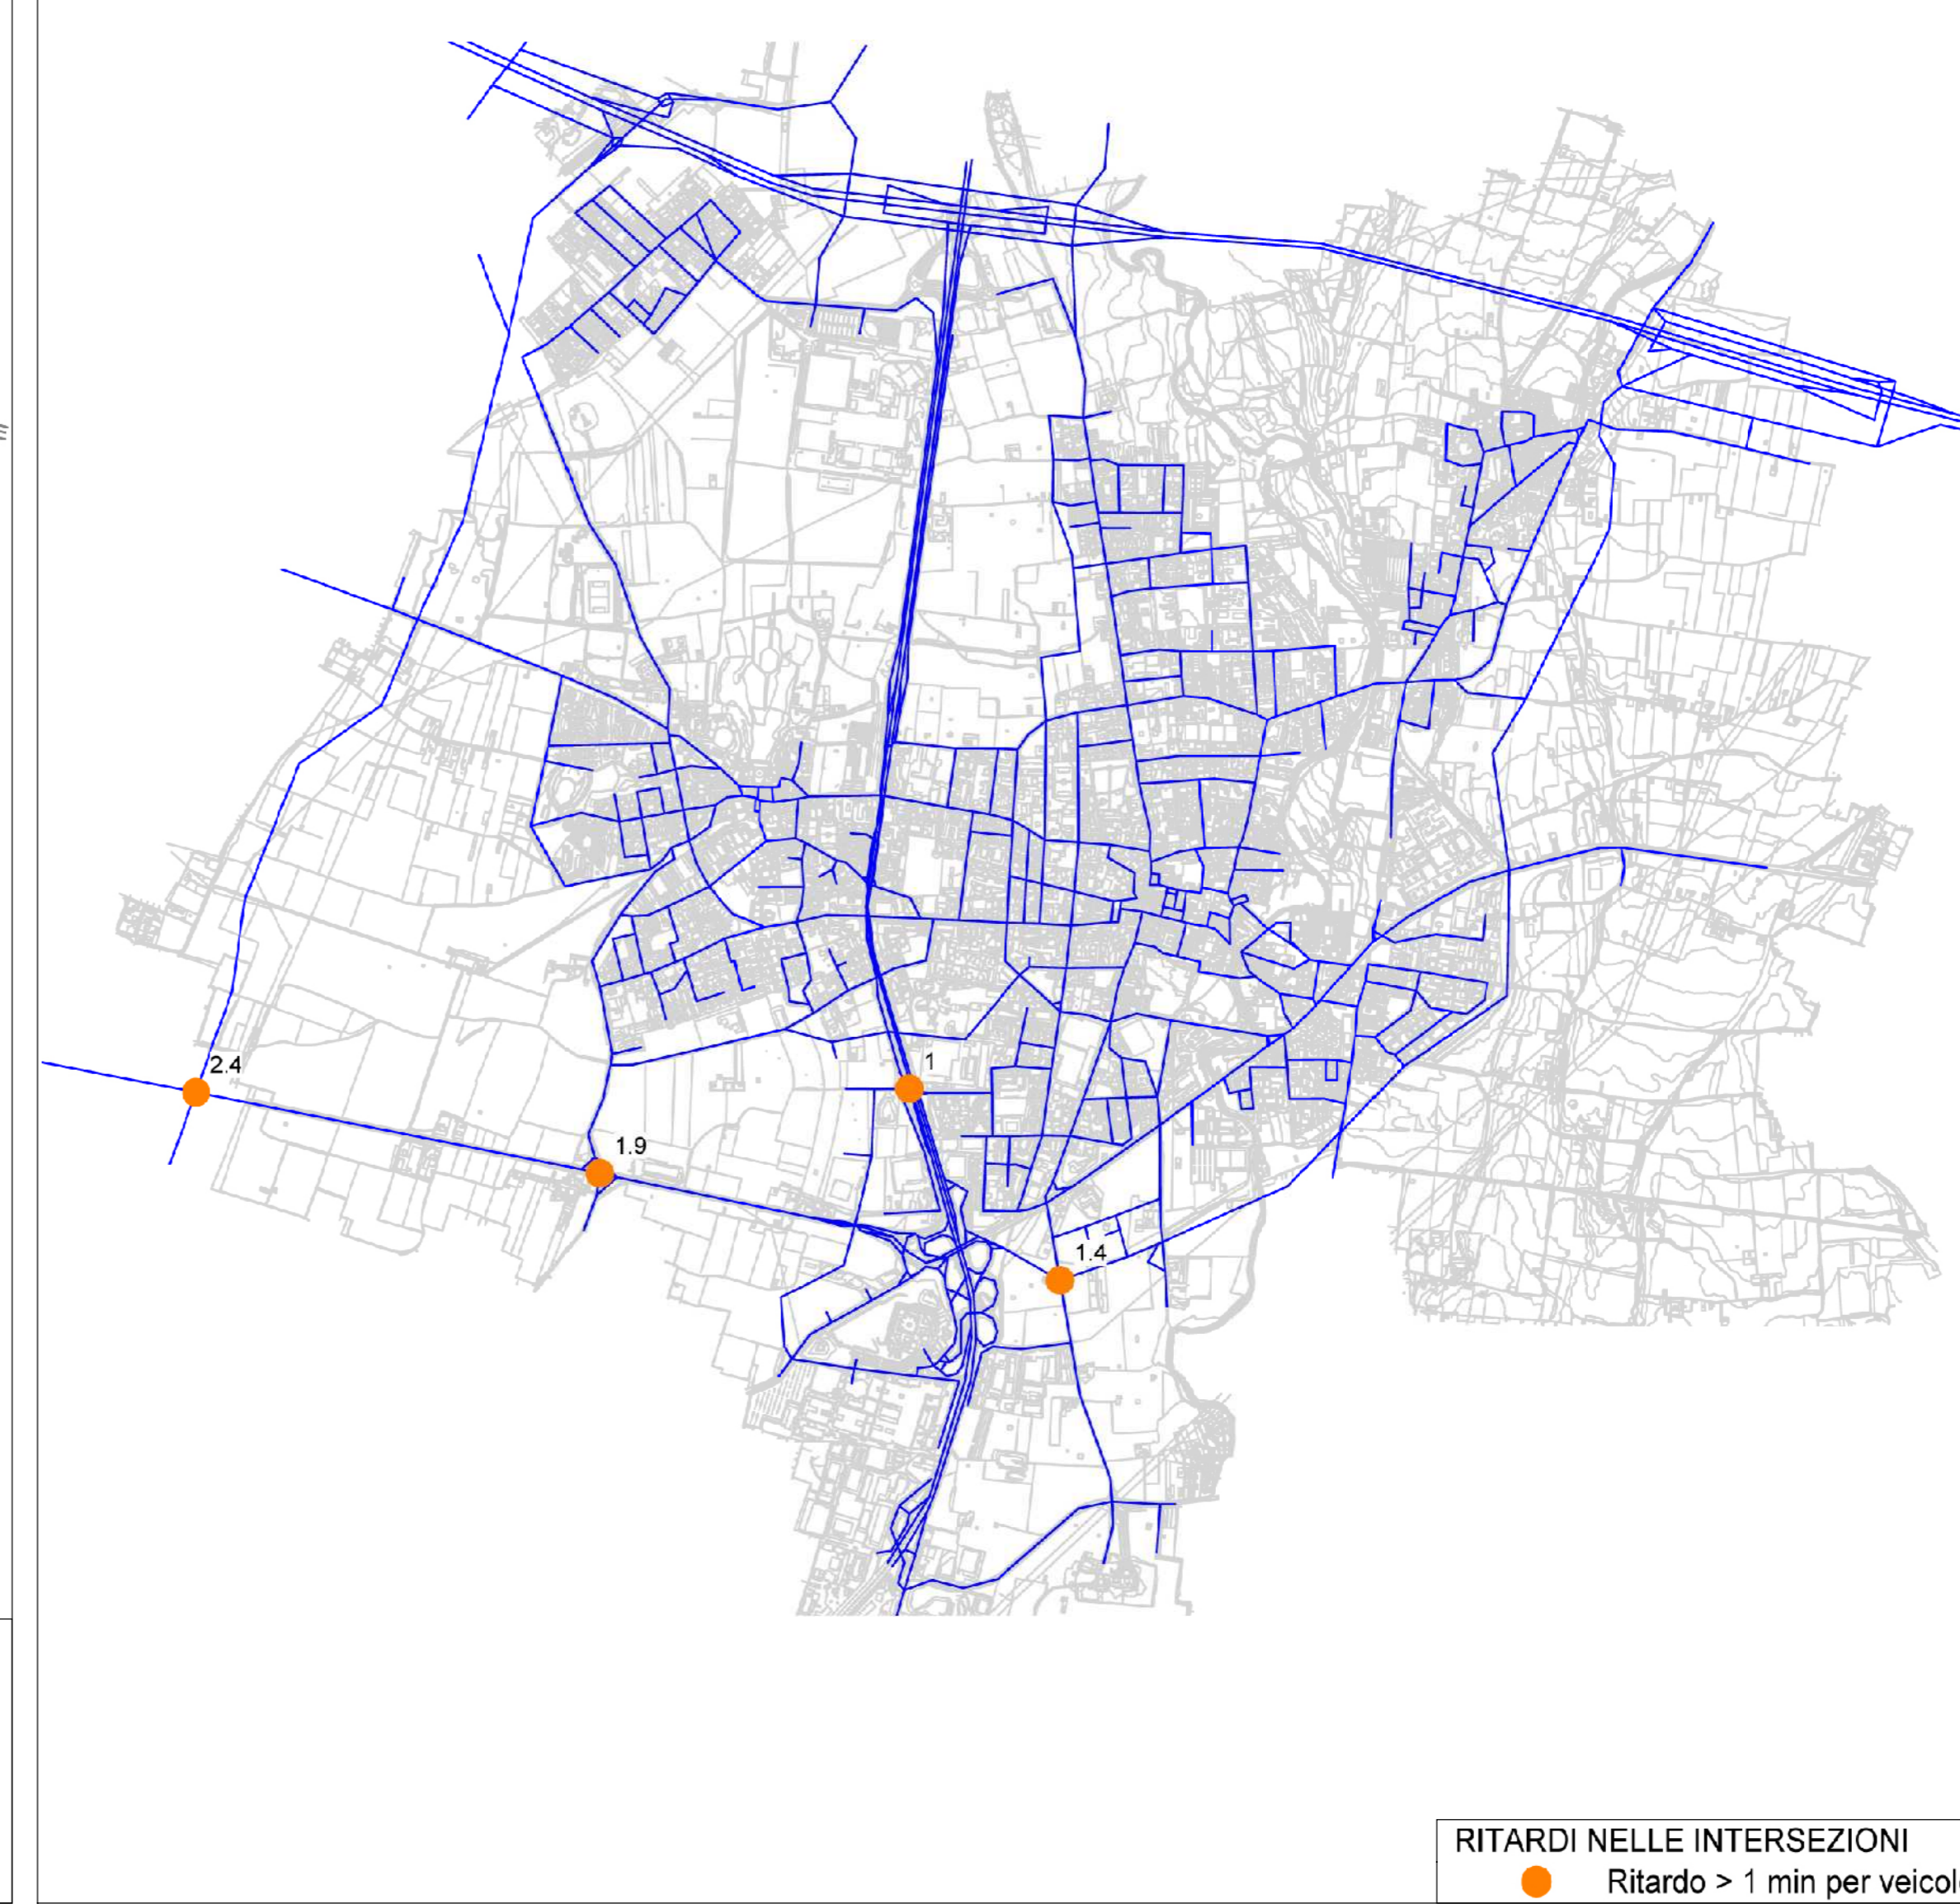 2.4
1
1.9
1.4
RITARDI NELLE INTERSEZIONI
Ritardo > 1 min per veicol